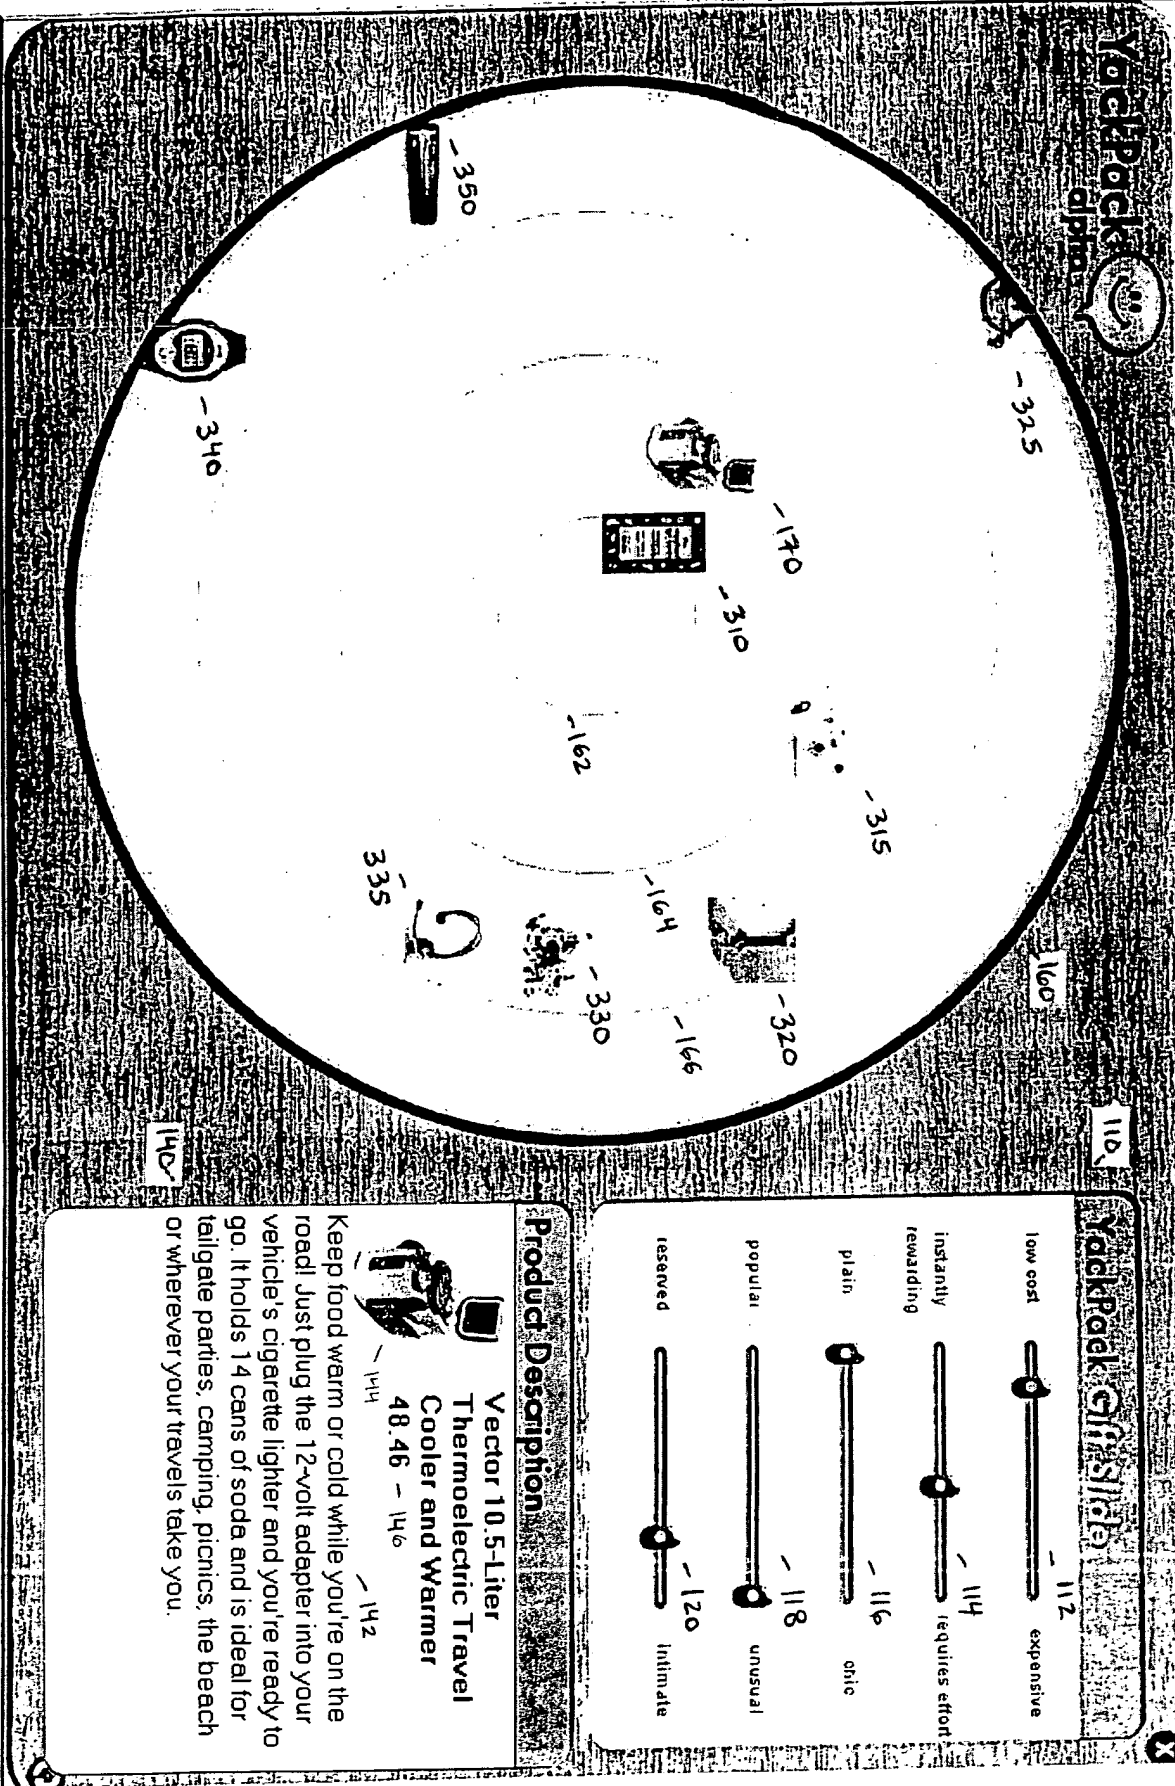 YackPack
alpha
-325
-350
-340
-170
-310
-315
-162
-164
-320
-330
335 -
-166
160
110
140
YackPack Gift Slider
low cost
expensive
-112
instantly
rewarding
requires effort
-114
plain
chic
-116
popular
unusual
-118
reserved
intimate
-120
Product Description
Vector 10.5-Liter
Thermoelectric Travel
Cooler and Warmer
48.46 - 146
-144
-142
Keep food warm or cold while you're on the
road! Just plug the 12-volt adapter into your
vehicle's cigarette lighter and you're ready to
go. It holds 14 cans of soda and is ideal for
tailgate parties, camping, picnics, the beach
or wherever your travels take you.
X